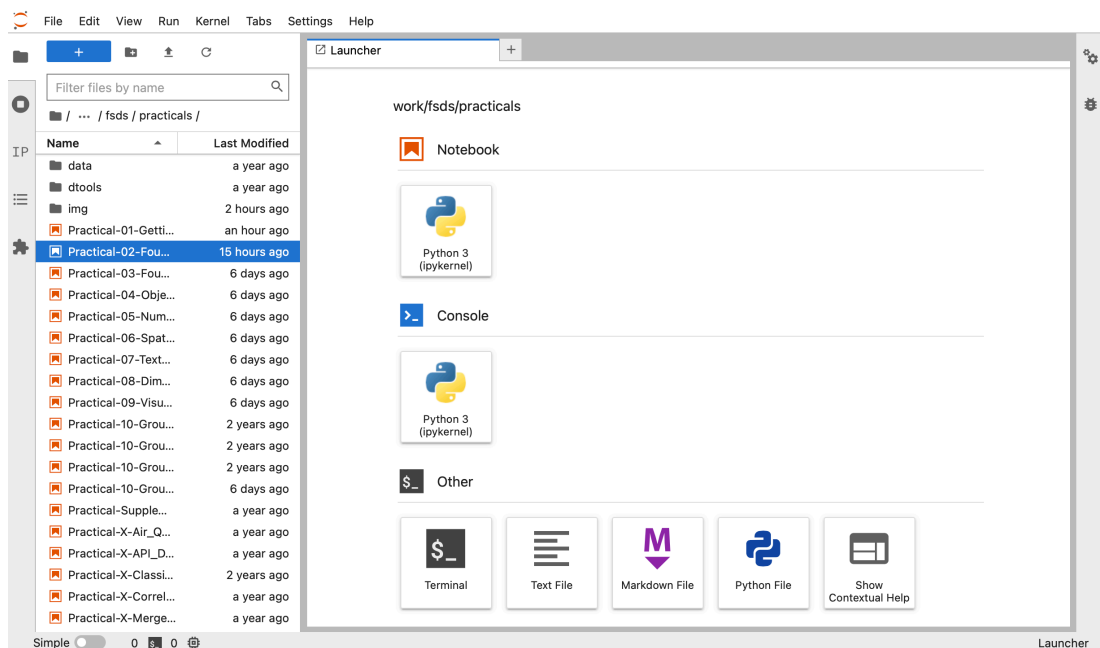 File Edit View Run Kernel Tabs Settings Help
+
Filter files by name
/ ··· / fsds / practicals /
Name Last Modified
data a year ago
dtools a year ago
img 2 hours ago
Practical-01-Getti... an hour ago
Practical-02-Fou... 15 hours ago
Practical-03-Fou... 6 days ago
Practical-04-Obje... 6 days ago
Practical-05-Num... 6 days ago
Practical-06-Spat... 6 days ago
Practical-07-Text... 6 days ago
Practical-08-Dim... 6 days ago
Practical-09-Visu... 6 days ago
Practical-10-Grou... 2 years ago
Practical-10-Grou... 2 years ago
Practical-10-Grou... 2 years ago
Practical-10-Grou... 6 days ago
Practical-Supple... a year ago
Practical-X-Air_Q... a year ago
Practical-X-API_D... a year ago
Practical-X-Classi... 2 years ago
Practical-X-Correl... a year ago
Practical-X-Merge... a year ago
IP
Launcher +
work/fsds/practicals
Notebook
Python 3
(ipykernel)
>_ Console
Python 3
(ipykernel)
$_ Other
$_
Terminal
Text File
M
Markdown File
Python File
Show
Contextual Help
Simple 0 $_ 0 Launcher